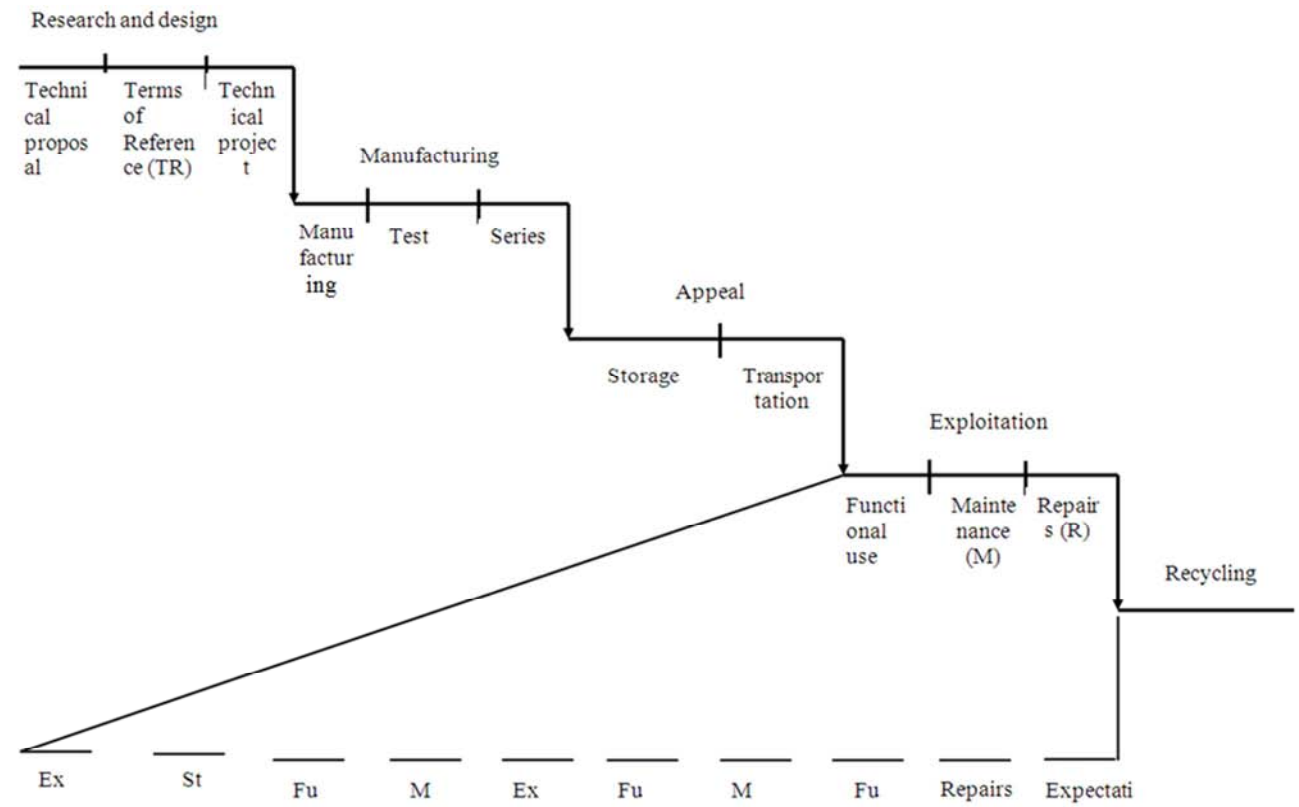 Research and design
Techni
cal
propos
al
Terms
of
Referen
ce (TR)
Techn
ical
projec
t
Manufacturing
Manu
factur
ing
Test
Series
Appeal
Storage
Transpor
tation
Exploitation
Functi
onal
use
Mainte
nance
(M)
Repair
s (R)
Recycling
Ex
St
Fu
M
Ex
Fu
M
Fu
Repairs
Expectati